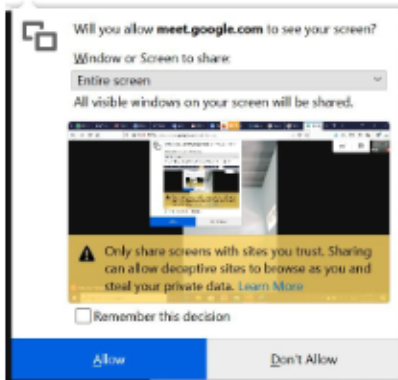 Will you allow meet.google.com to see your screen?
Window or Screen to share:
Entire screen
All visible windows on your screen will be shared.
Only share screens with sites you trust. Sharing
can allow deceptive sites to browse as you and
steal your private data. Learn More
Remember this decision
Allow
Don't Allow